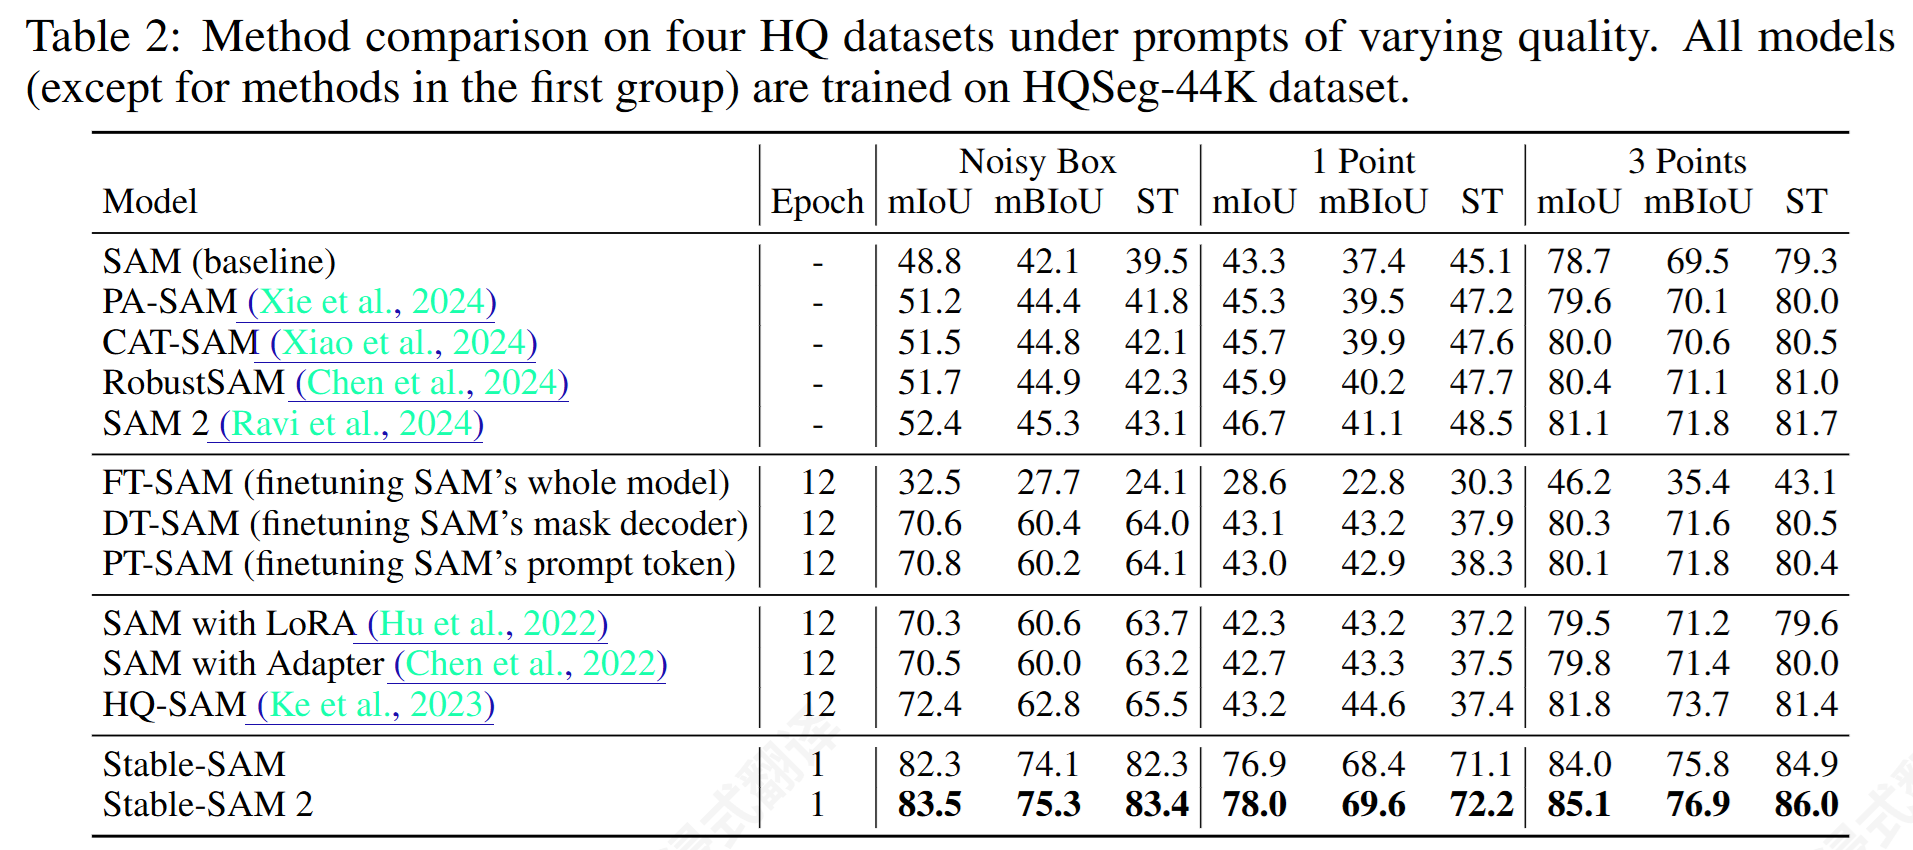 Table 2: Method comparison on four HQ datasets under prompts of varying quality. All models
(except for methods in the first group) are trained on HQSeg-44K dataset.
Noisy Box 1 Point 3 Points
Model Epoch mIoU mBIoU ST mIoU mBIoU ST mIoU mBIoU ST
SAM (baseline) - 48.8 42.1 39.5 43.3 37.4 45.1 78.7 69.5 79.3
PA-SAM (Xie et al., 2024) - 51.2 44.4 41.8 45.3 39.5 47.2 79.6 70.1 80.0
CAT-SAM (Xiao et al., 2024) - 51.5 44.8 42.1 45.7 39.9 47.6 80.0 70.6 80.5
RobustSAM (Chen et al., 2024) - 51.7 44.9 42.3 45.9 40.2 47.7 80.4 71.1 81.0
SAM 2 (Ravi et al., 2024) - 52.4 45.3 43.1 46.7 41.1 48.5 81.1 71.8 81.7
FT-SAM (finetuning SAM's whole model) 12 32.5 27.7 24.1 28.6 22.8 30.3 46.2 35.4 43.1
DT-SAM (finetuning SAM's mask decoder) 12 70.6 60.4 64.0 43.1 43.2 37.9 80.3 71.6 80.5
PT-SAM (finetuning SAM's prompt token) 12 70.8 60.2 64.1 43.0 42.9 38.3 80.1 71.8 80.4
SAM with LoRA (Hu et al., 2022) 12 70.3 60.6 63.7 42.3 43.2 37.2 79.5 71.2 79.6
SAM with Adapter (Chen et al., 2022) 12 70.5 60.0 63.2 42.7 43.3 37.5 79.8 71.4 80.0
HQ-SAM (Ke et al., 2023) 12 72.4 62.8 65.5 43.2 44.6 37.4 81.8 73.7 81.4
Stable-SAM 1 82.3 74.1 82.3 76.9 68.4 71.1 84.0 75.8 84.9
Stable-SAM 2 1 83.5 75.3 83.4 78.0 69.6 72.2 85.1 76.9 86.0
浸式翻译